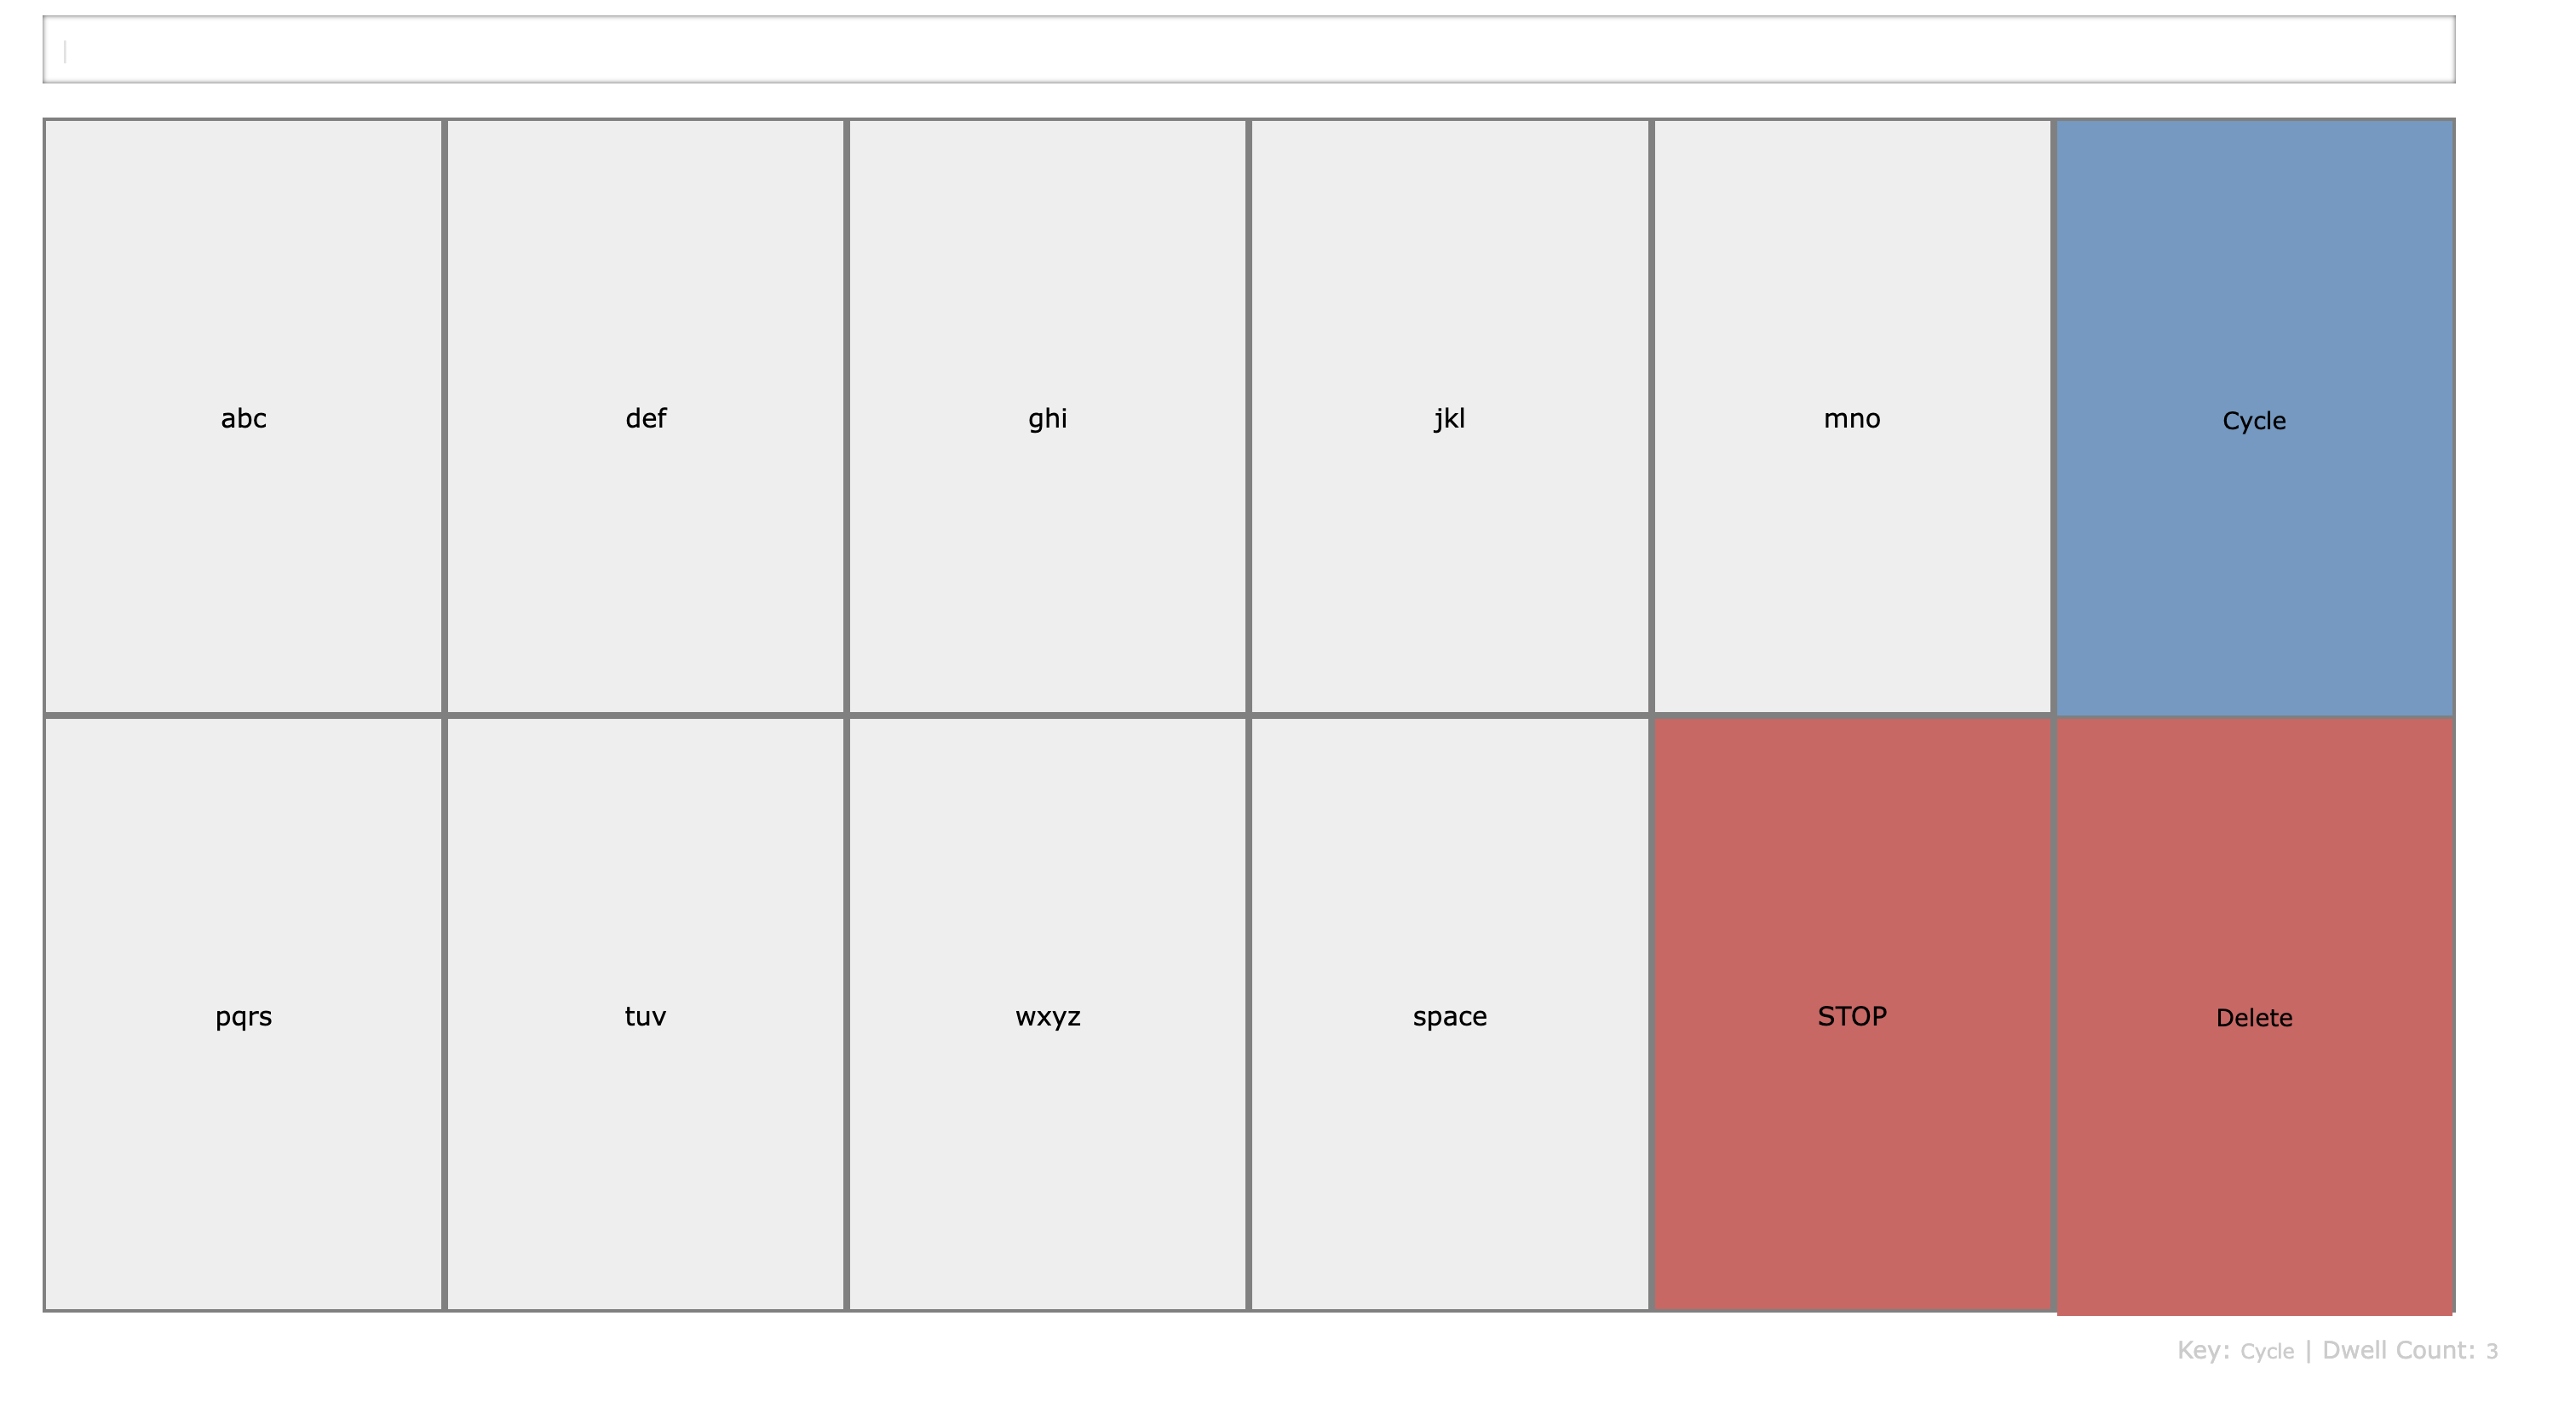 abc def ghi jkl mno Cycle
pqrs tuv wxyz space STOP Delete
Key: Cycle | Dwell Count: 3